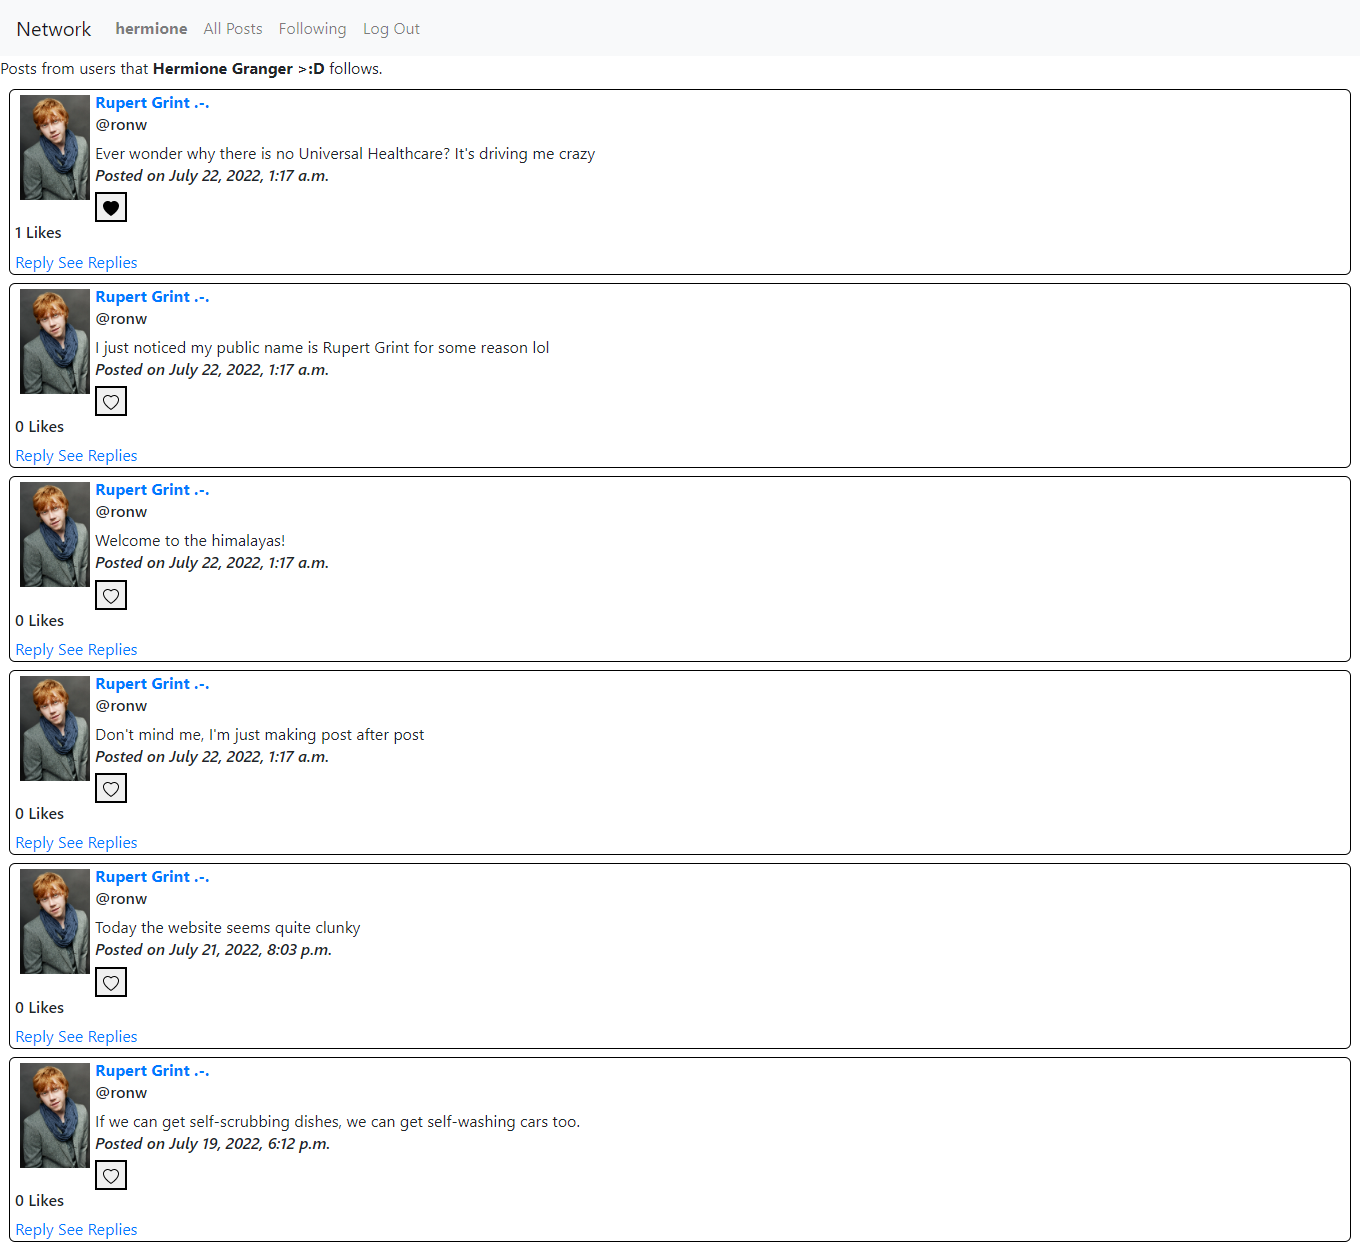 Network hermione All Posts Following Log Out
Posts from users that Hermione Granger >:D follows.
Rupert Grint .-.
@ronw
Ever wonder why there is no Universal Healthcare? It's driving me crazy
Posted on July 22, 2022, 1:17 a.m.
1 Likes
Reply See Replies
Rupert Grint .-.
@ronw
I just noticed my public name is Rupert Grint for some reason lol
Posted on July 22, 2022, 1:17 a.m.
0 Likes
Reply See Replies
Rupert Grint .-.
@ronw
Welcome to the himalayas!
Posted on July 22, 2022, 1:17 a.m.
0 Likes
Reply See Replies
Rupert Grint .-.
@ronw
Don't mind me, I'm just making post after post
Posted on July 22, 2022, 1:17 a.m.
0 Likes
Reply See Replies
Rupert Grint .-.
@ronw
Today the website seems quite clunky
Posted on July 21, 2022, 8:03 p.m.
0 Likes
Reply See Replies
Rupert Grint .-.
@ronw
If we can get self-scrubbing dishes, we can get self-washing cars too.
Posted on July 19, 2022, 6:12 p.m.
0 Likes
Reply See Replies